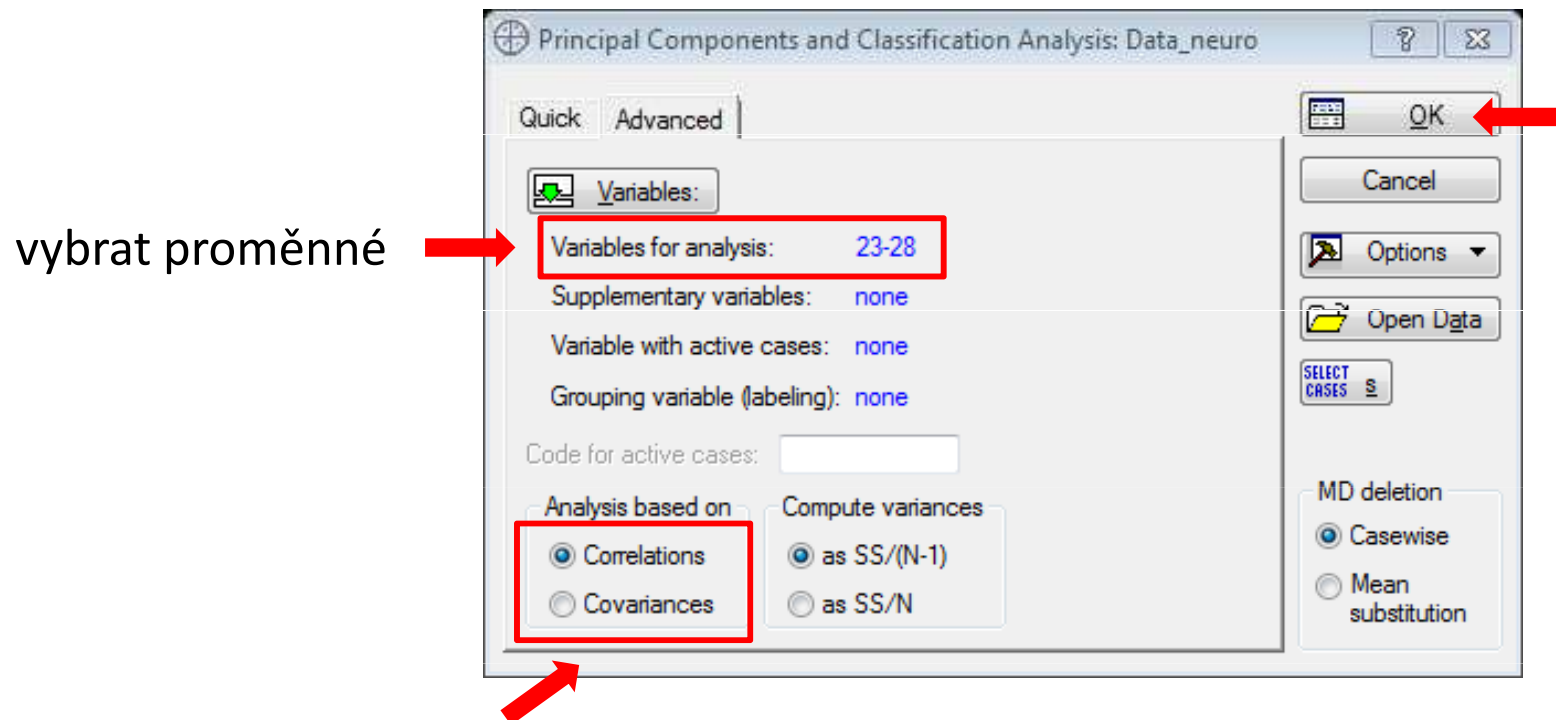 Principal Components and Classification Analysis: Data_neuro
Quick Advanced
OK
Variables:
Cancel
vybrat proměnné
Variables for analysis: 23-28
Options
Supplementary variables: none
Open Data
Variable with active cases: none
SELECT
CASES S
Grouping variable (labeling): none
Code for active cases:
Analysis based on
Correlations
Covariances
Compute variances
as SS/(N-1)
as SS/N
MD deletion
Casewise
Mean
substitution